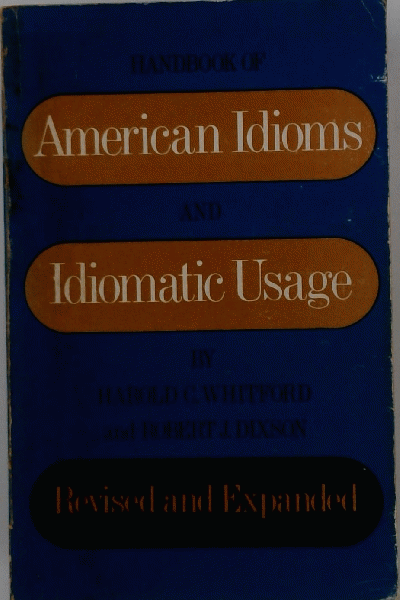 HANDBOOK OF
American Idioms
AND
Idiomatic Usage
BY
HAROLD C. WHITFORD
and ROBERT J. DIXSON
Revised and Expanded